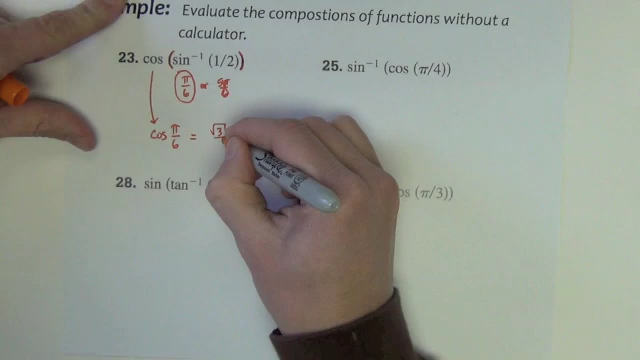 mple: Evaluate the compostions of functions without a
calculator.
23. cos (sin⁻¹ (1/2))
25. sin⁻¹ (cos (π/4))
π/6 or 5π/6
cos π/6 = √3
28. sin (tan⁻¹
os (π/3))